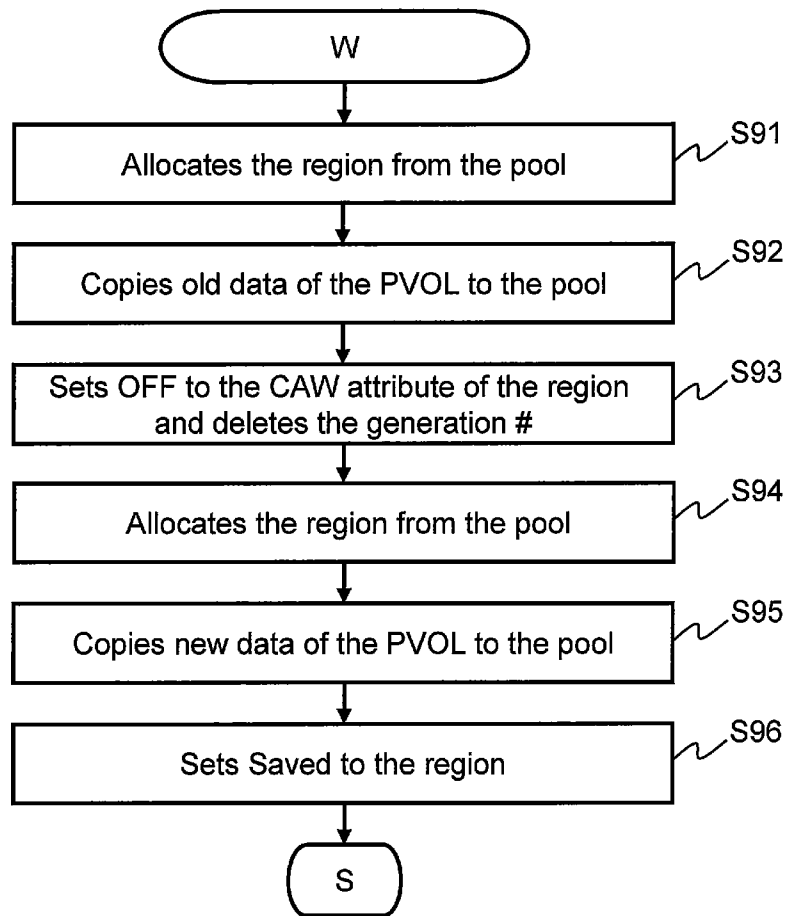 W
Allocates the region from the pool
S91
Copies old data of the PVOL to the pool
S92
Sets OFF to the CAW attribute of the region
and deletes the generation #
S93
Allocates the region from the pool
S94
Copies new data of the PVOL to the pool
S95
Sets Saved to the region
S96
S